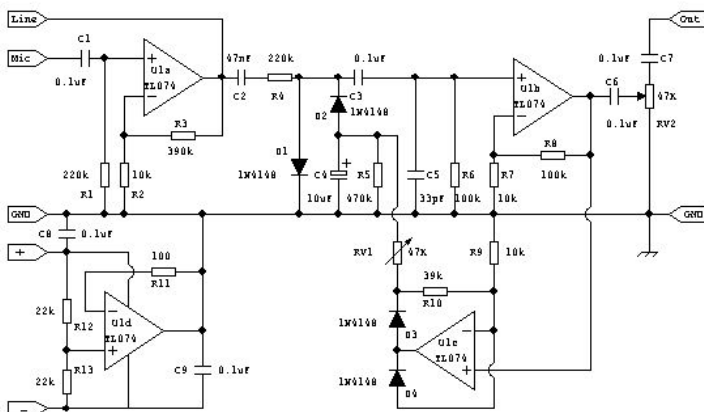 Line
Out
C1
Mic
0.1uf
U1a
TL074
47nf
C2
220k
R4
0.1uf
C3
D2
1N4148
U1b
TL074
0.1uf
C7
C6
0.1uf
47K
RV2
R3
390k
220k
R1
10k
R2
D1
1N4148
C4
10uf
R5
470k
C5
33pf
R6
100k
R7
10k
R8
100k
GND
GND
C8
0.1uf
+
100
R11
RV1
47K
R9
10k
39k
R10
22k
R12
U1d
TL074
1N4148
D3
U1c
TL074
22k
R13
C9
0.1uf
1N4148
D4
-